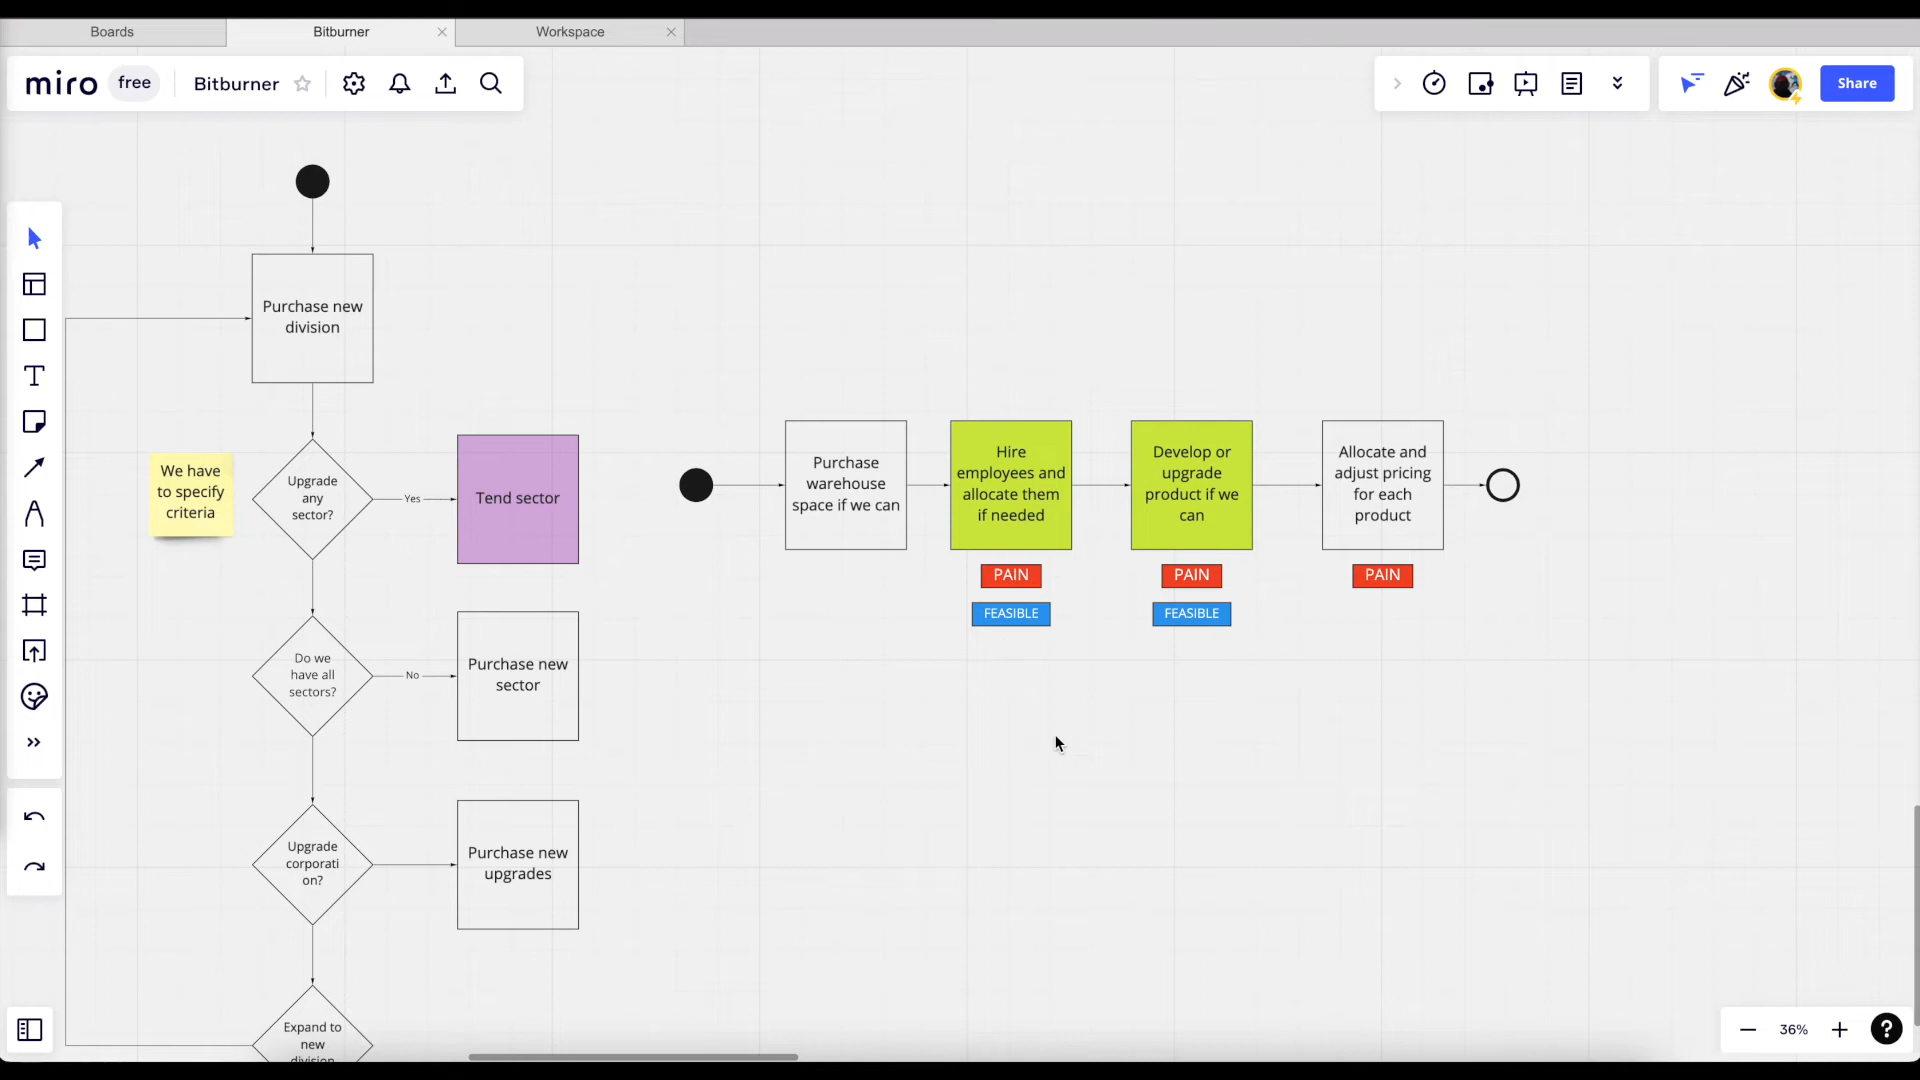 Boards
Bitburner
Workspace
miro
free
Bitburner
Share
Purchase new
division
We have
to specify
criteria
Upgrade
any
sector?
Yes
Tend sector
Do we
have all
sectors?
No
Purchase new
sector
Upgrade
corporati
on?
Purchase new
upgrades
Expand to
new
division
Purchase
warehouse
space if we can
Hire
employees and
allocate them
if needed
PAIN
FEASIBLE
Develop or
upgrade
product if we
can
PAIN
FEASIBLE
Allocate and
adjust pricing
for each
product
PAIN
36%